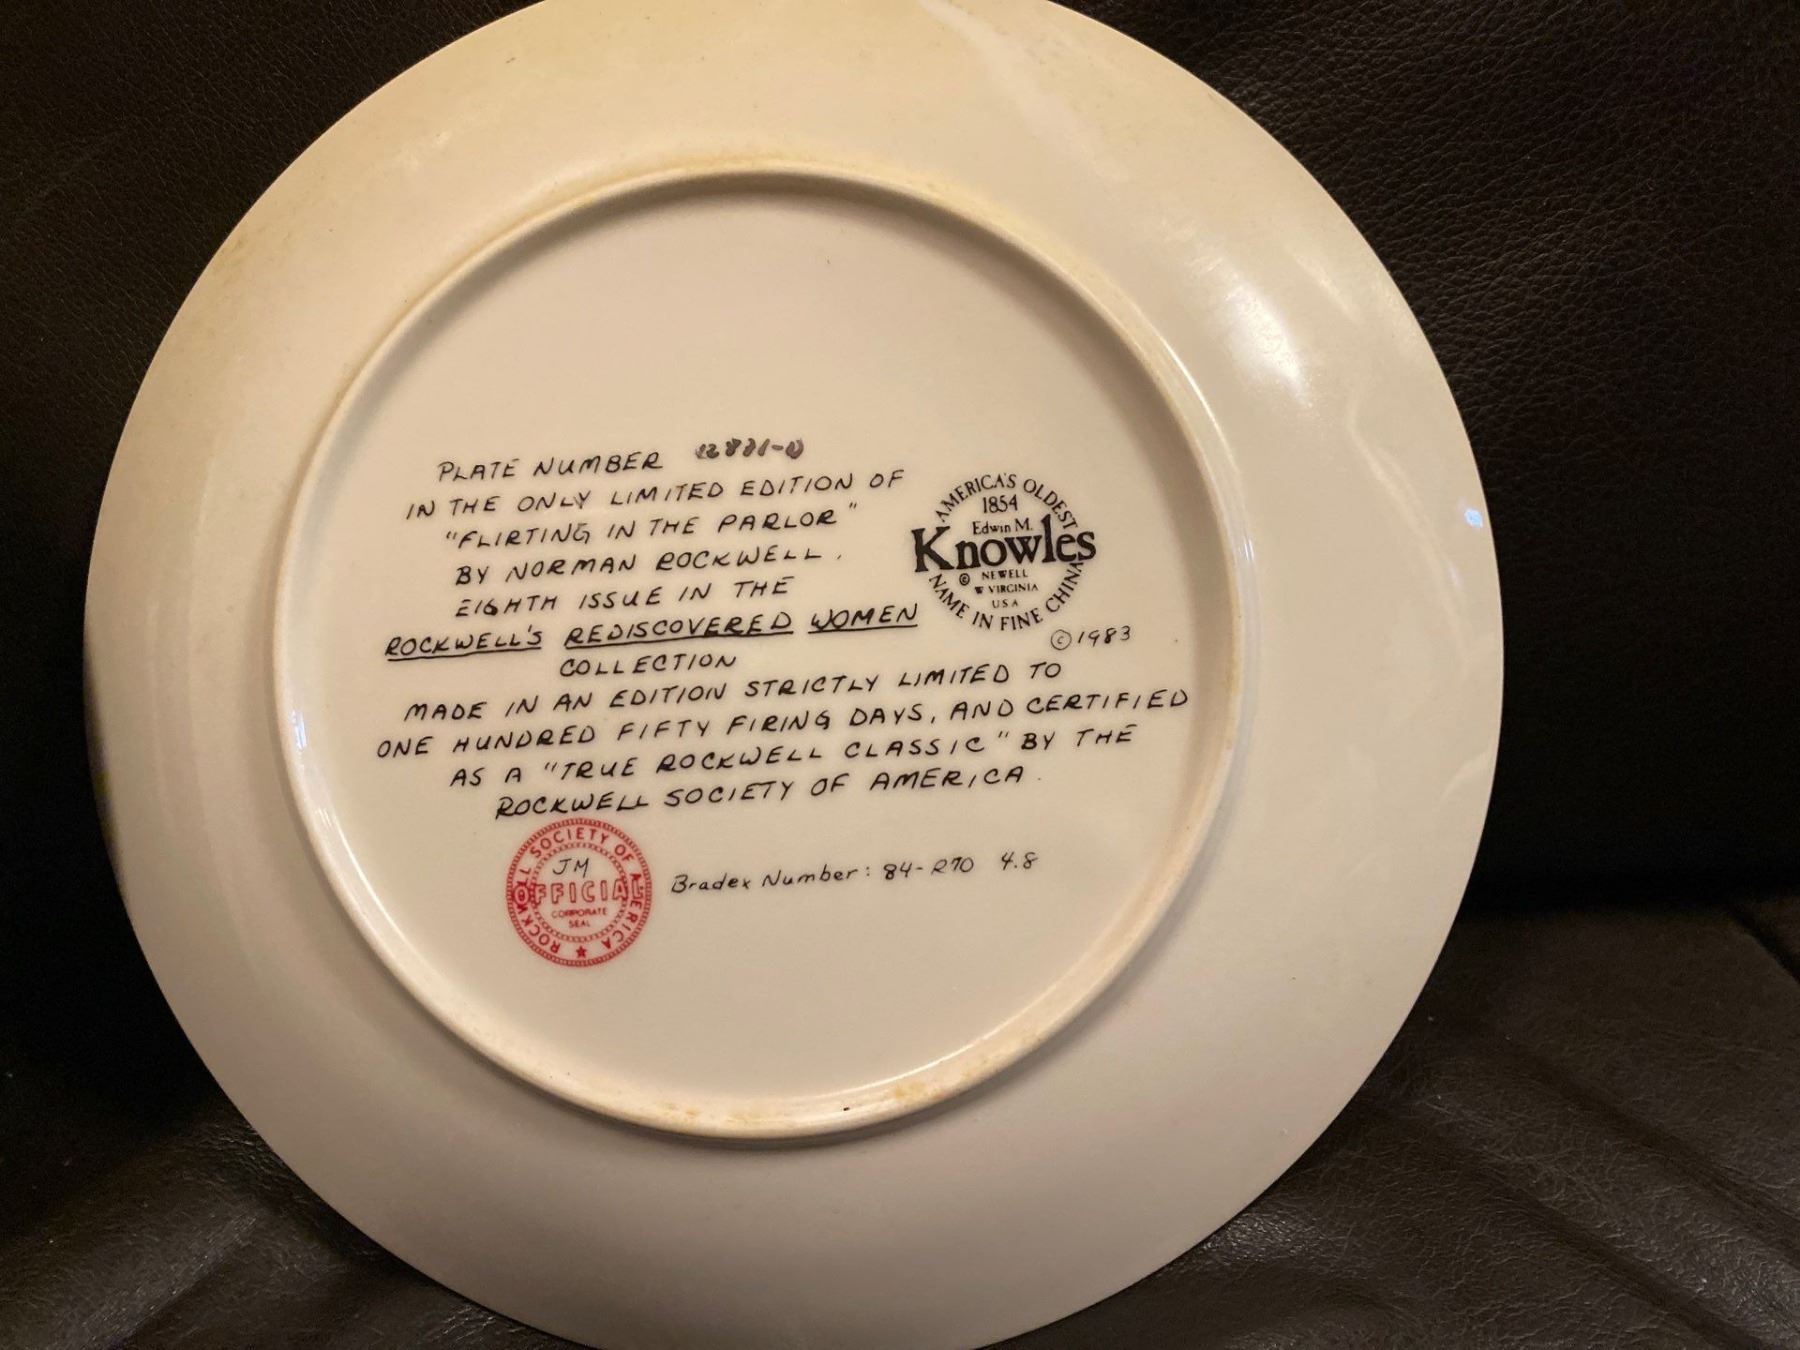 PLATE NUMBER
IN THE ONLY LIMITED EDITION OF
"FLIRTING IN THE PARLOR"
BY NORMAN ROCKWELL.
EIGHTH ISSUE IN THE
ROCKWELL'S REDISCOVERED WOMEN
COLLECTION
MADE IN AN EDITION STRICTLY LIMITED TO
ONE HUNDRED FIFTY FIRING DAYS, AND CERTIFIED
AS A "TRUE ROCKWELL CLASSIC" BY THE
ROCKWELL SOCIETY OF AMERICA.
AMERICA'S OLDEST
1854
Edwin M.
Knowles
© NEWELL
W VIRGINIA
USA
NAME IN FINE CHINA
© 1983
ROCKWELL SOCIETY OF AMERICA
JM
OFFICIAL
CORPORATE
SEAL
Bradex Number: 84-R70 4.8